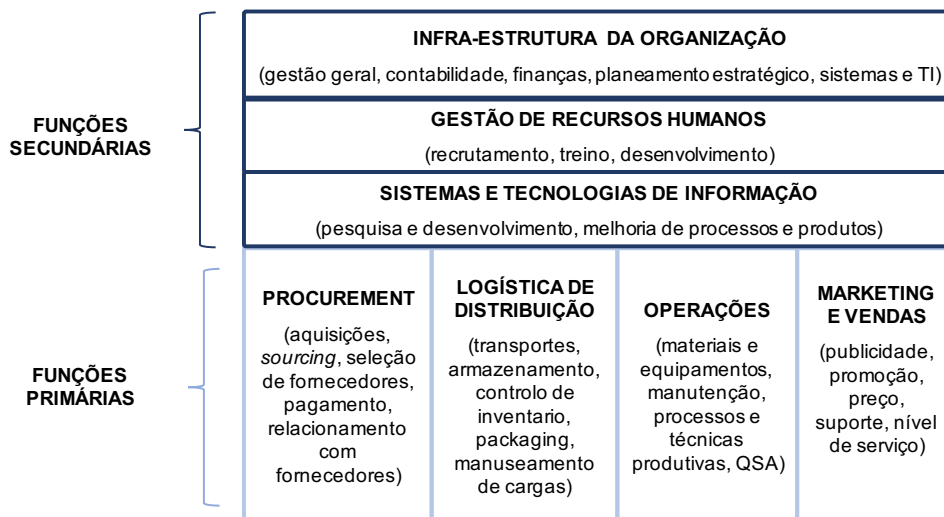 INFRA-ESTRUTURA DA ORGANIZAÇÃO
(gestão geral, contabilidade, finanças, planeamento estratégico, sistemas e TI)
FUNÇÕES
SECUNDÁRIAS
GESTÃO DE RECURSOS HUMANOS
(recrutamento, treino, desenvolvimento)
SISTEMAS E TECNOLOGIAS DE INFORMAÇÃO
(pesquisa e desenvolvimento, melhoria de processos e produtos)
FUNÇÕES
PRIMÁRIAS
PROCUREMENT
(aquisições,
sourcing, seleção
de fornecedores,
pagamento,
relacionamento
com
fornecedores)
LOGÍSTICA DE
DISTRIBUIÇÃO
(transportes,
armazenamento,
controlo de
inventario,
packaging,
manuseamento
de cargas)
OPERAÇÕES
(materiais e
equipamentos,
manutenção,
processos e
técnicas
produtivas, QSA)
MARKETING
E VENDAS
(publicidade,
promoção,
preço,
suporte, nível
de serviço)